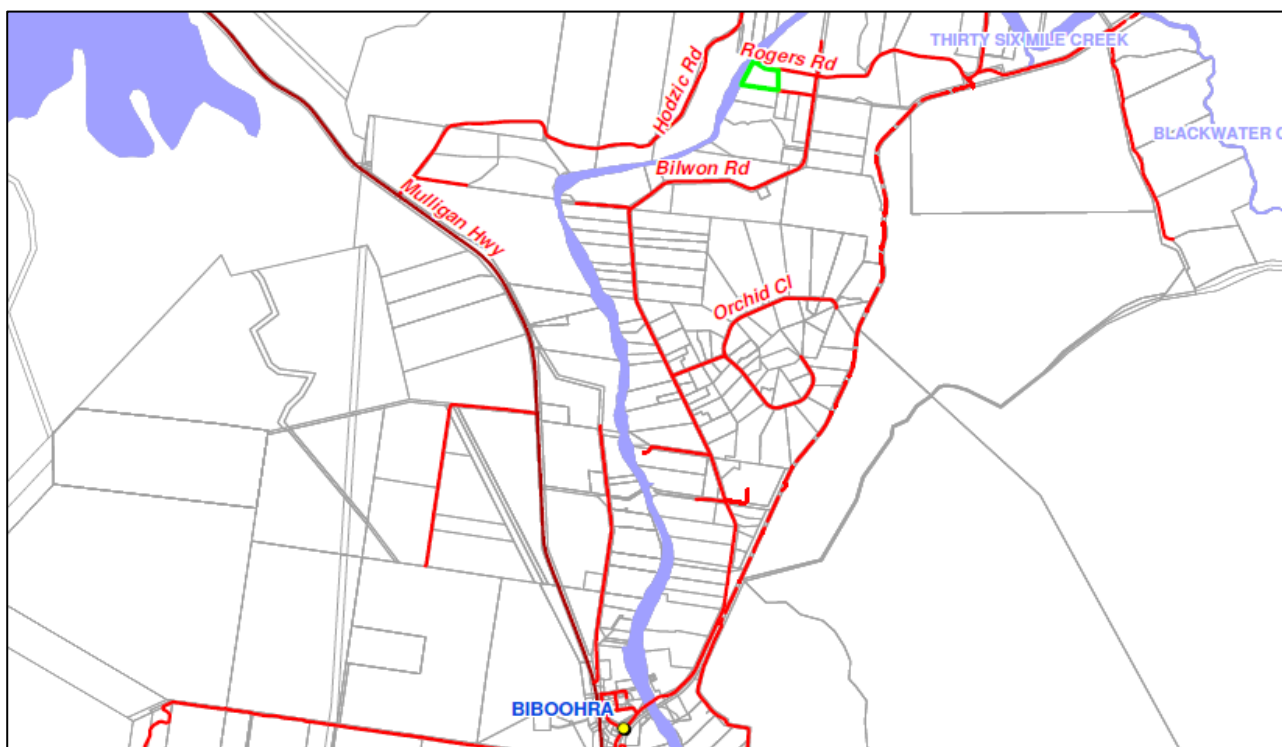 THIRTY SIX MILE CREEK
Rogers Rd
Hodzic Rd
BLACKWATER C
Bilwon Rd
Mulligan Hwy
Orchid Cl
BIBOOHRA